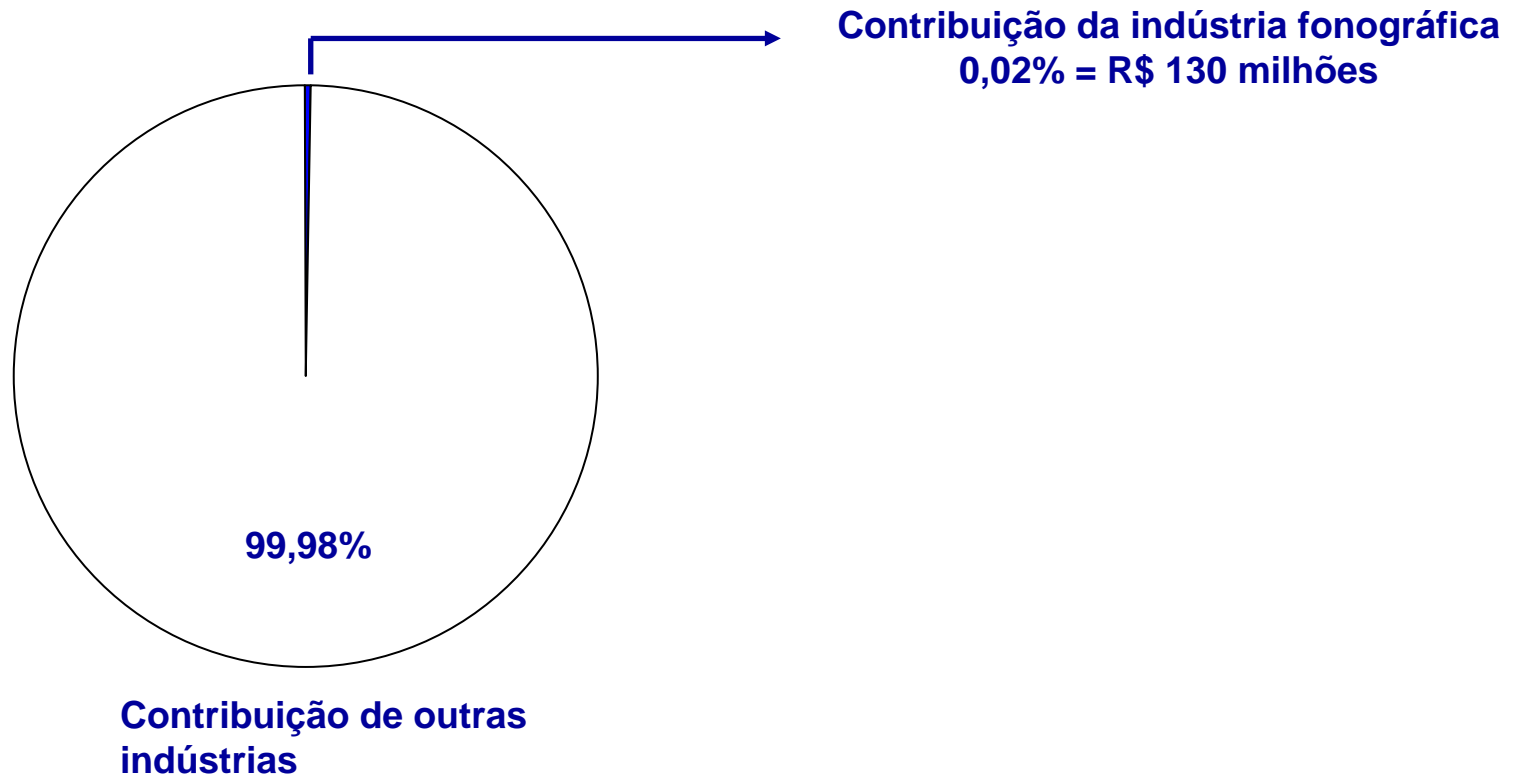 Contribuição da indústria fonográfica
0,02% = R$ 130 milhões
99,98%
Contribuição de outras
indústrias